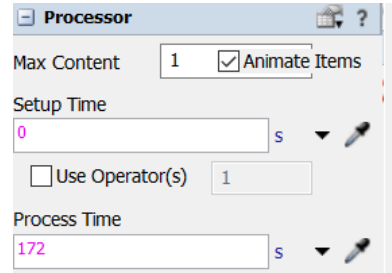 Processor ?
Max Content 1 Animate Items
Setup Time
0 s
Use Operator(s) 1
Process Time
172 s